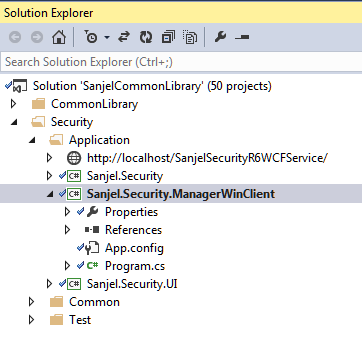 Solution Explorer
Search Solution Explorer (Ctrl+;)
Solution 'SanjelCommonLibrary' (50 projects)
CommonLibrary
Security
Application
http://localhost/SanjelSecurityR6WCFService/
Sanjel.Security
Sanjel.Security.ManagerWinClient
Properties
References
App.config
C# Program.cs
Sanjel.Security.UI
Common
Test